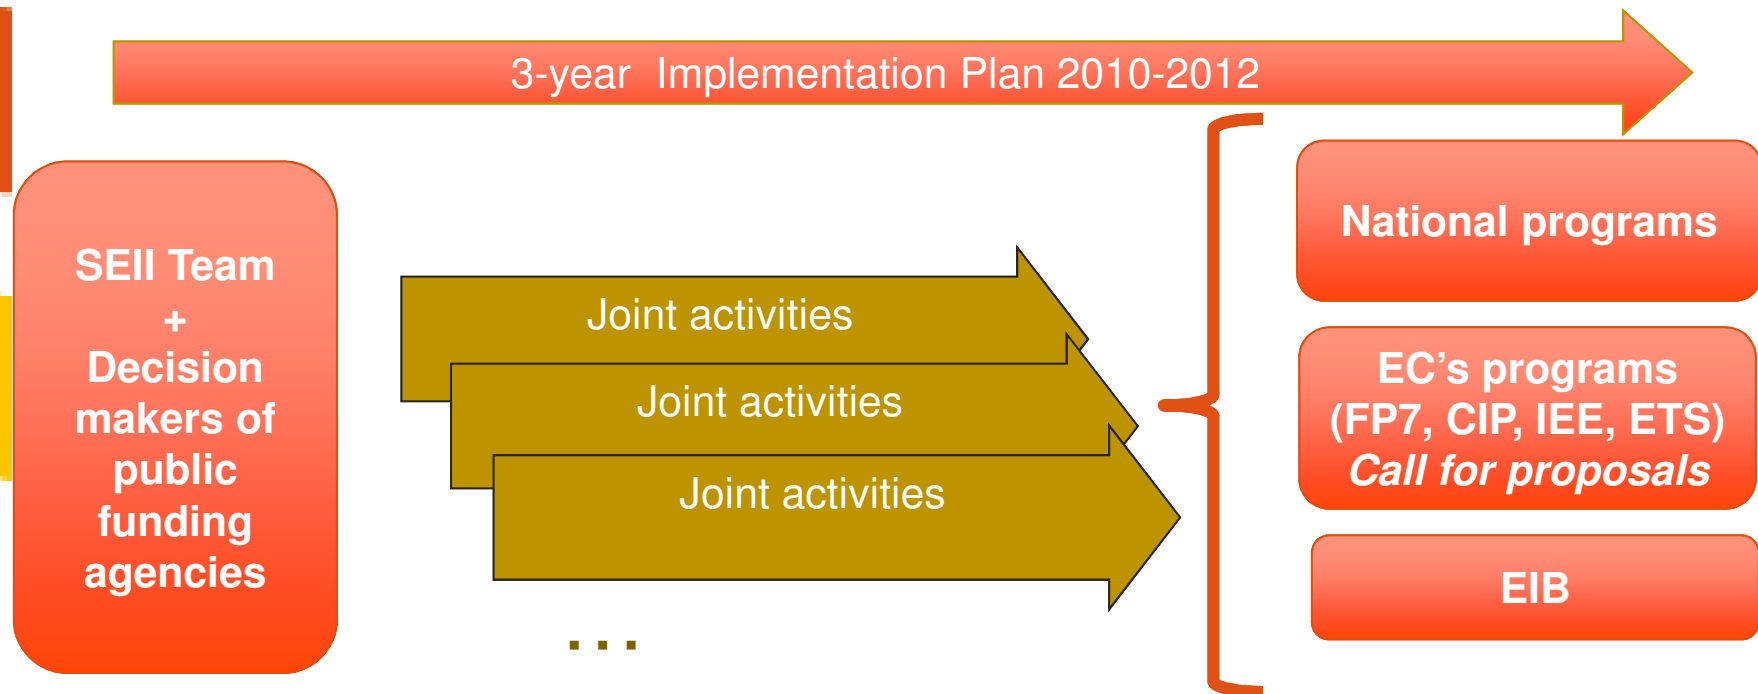 3-year Implementation Plan 2010-2012
SEII Team
+
Decision
makers of
public
funding
agencies
Joint activities
Joint activities
Joint activities
...
National programs
EC's programs
(FP7, CIP, IEE, ETS)
Call for proposals
EIB